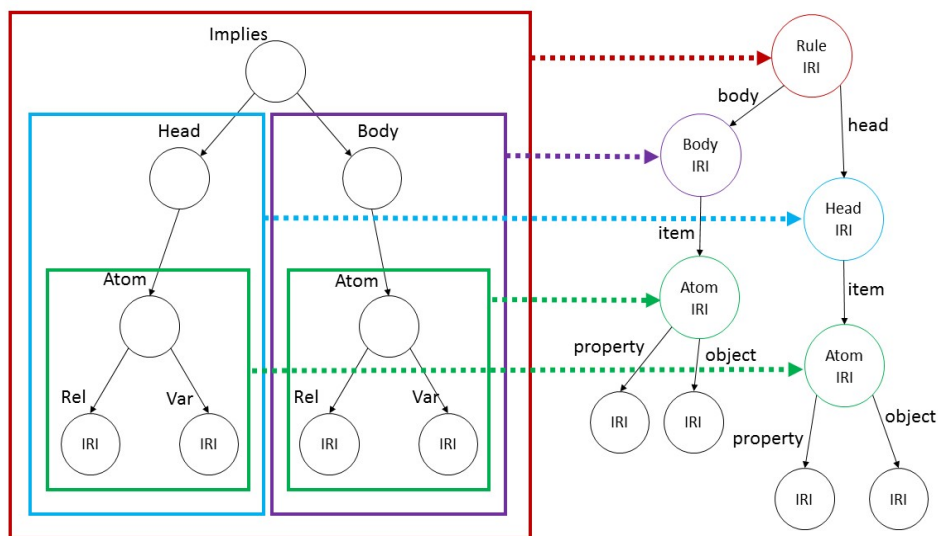 Implies
Rule
IRI
body
head
Head
Body
Body
IRI
Head
IRI
item
item
Atom
Atom
Atom
IRI
Atom
IRI
property
object
Rel
Var
Rel
Var
IRI
IRI
IRI
IRI
IRI
IRI
property
object
IRI
IRI